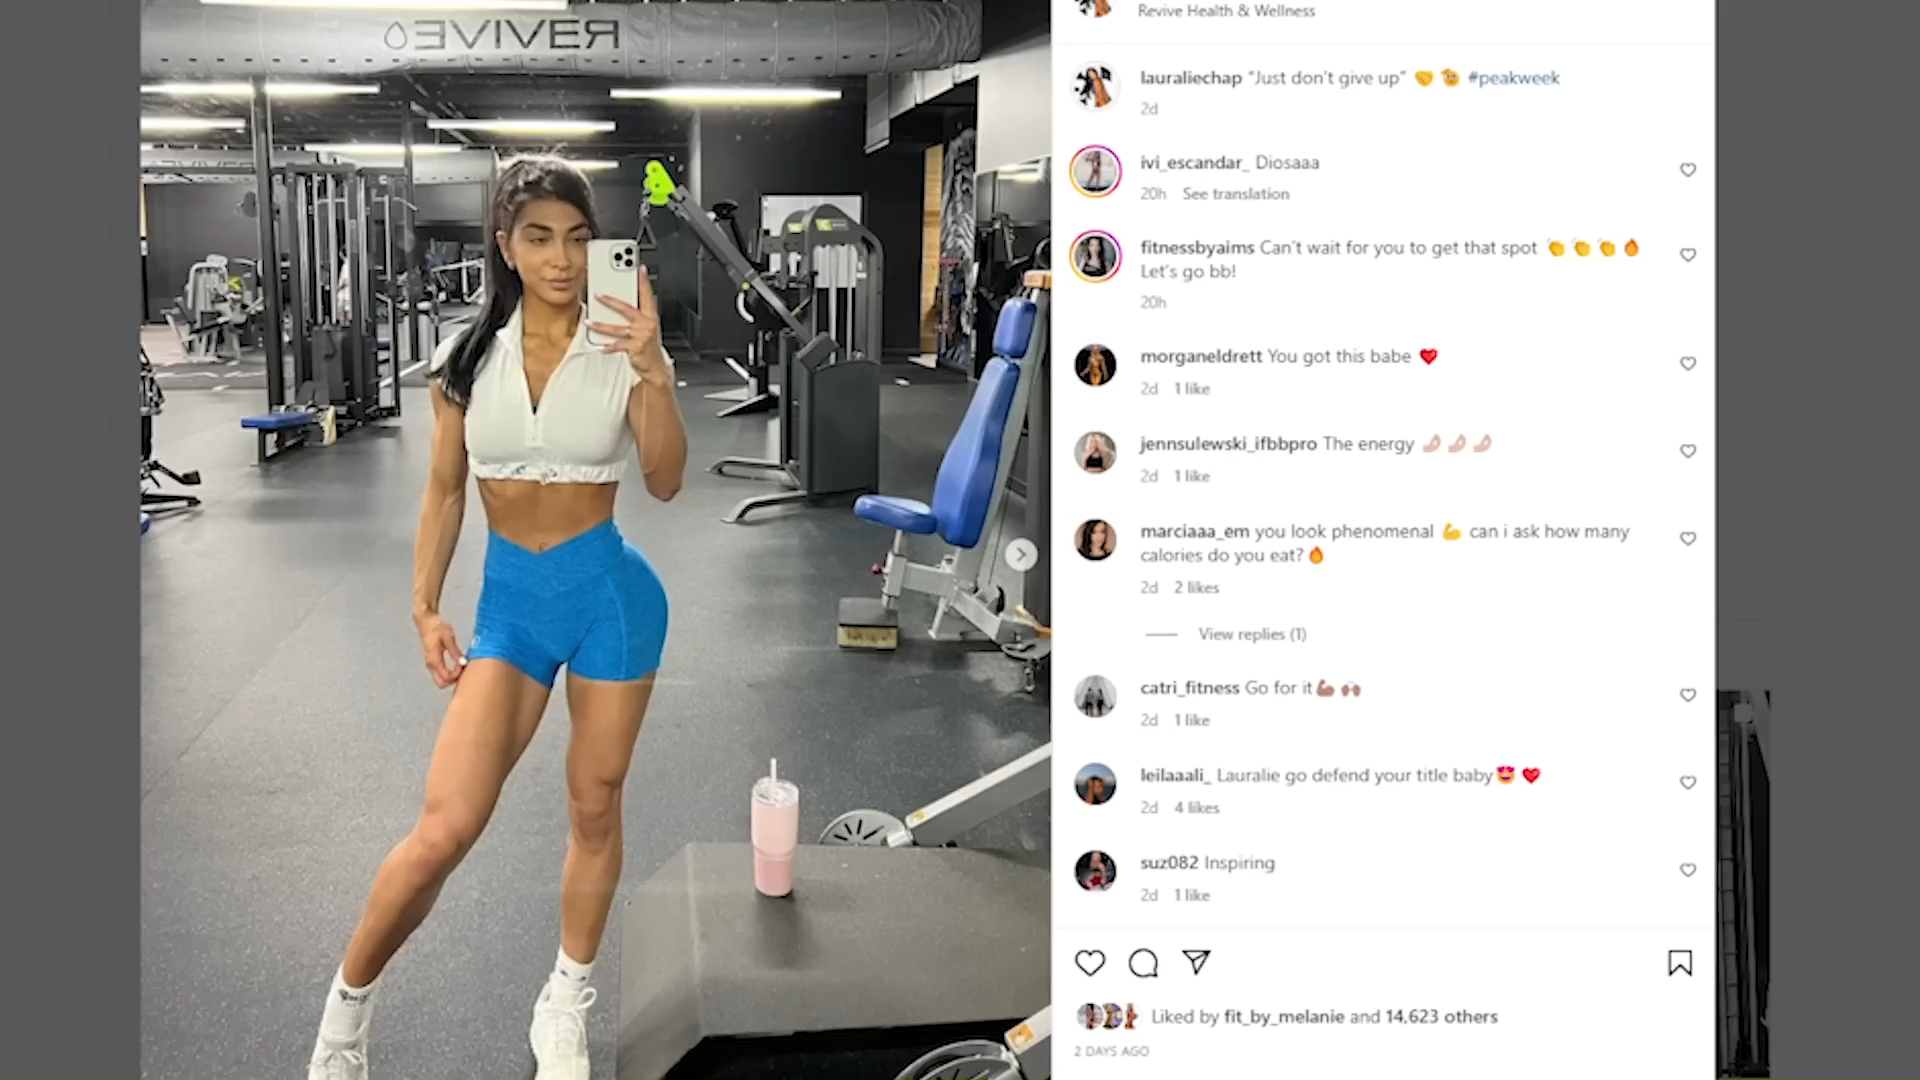 REVIVE
REVIVE
Revive Health & Wellness
lauraliechap "Just don't give up" 🤝 🫡 #peakweek
2d
ivi_escandar_ Diosaaa
20h See translation
fitnessbyaims Can't wait for you to get that spot 👏 👏 👏 🔥
Let's go bb!
20h
morganeldrett You got this babe ❤️
2d 1 like
jennsulewski_ifbbpro The energy 👌🏻 👌🏻 👌🏻
2d 1 like
marciaaa_em you look phenomenal 💪 can i ask how many
calories do you eat?🔥
2d 2 likes
View replies (1)
catri_fitness Go for it💪🏾 🙌🏾
2d 1 like
leilaaali_ Lauralie go defend your title baby😍 ❤️
2d 4 likes
suz082 Inspiring
2d 1 like
Liked by fit_by_melanie and 14,623 others
2 DAYS AGO